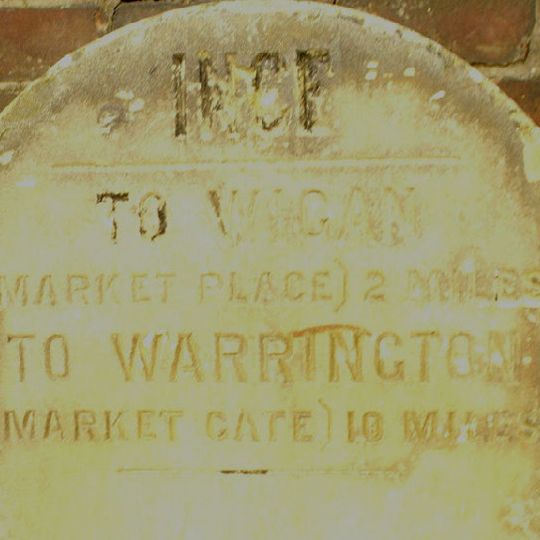 INCE
TO WIGAN
MARKET PLACE) 2 MILES
TO WARRINGTON
MARKET GATE) 10 MILES